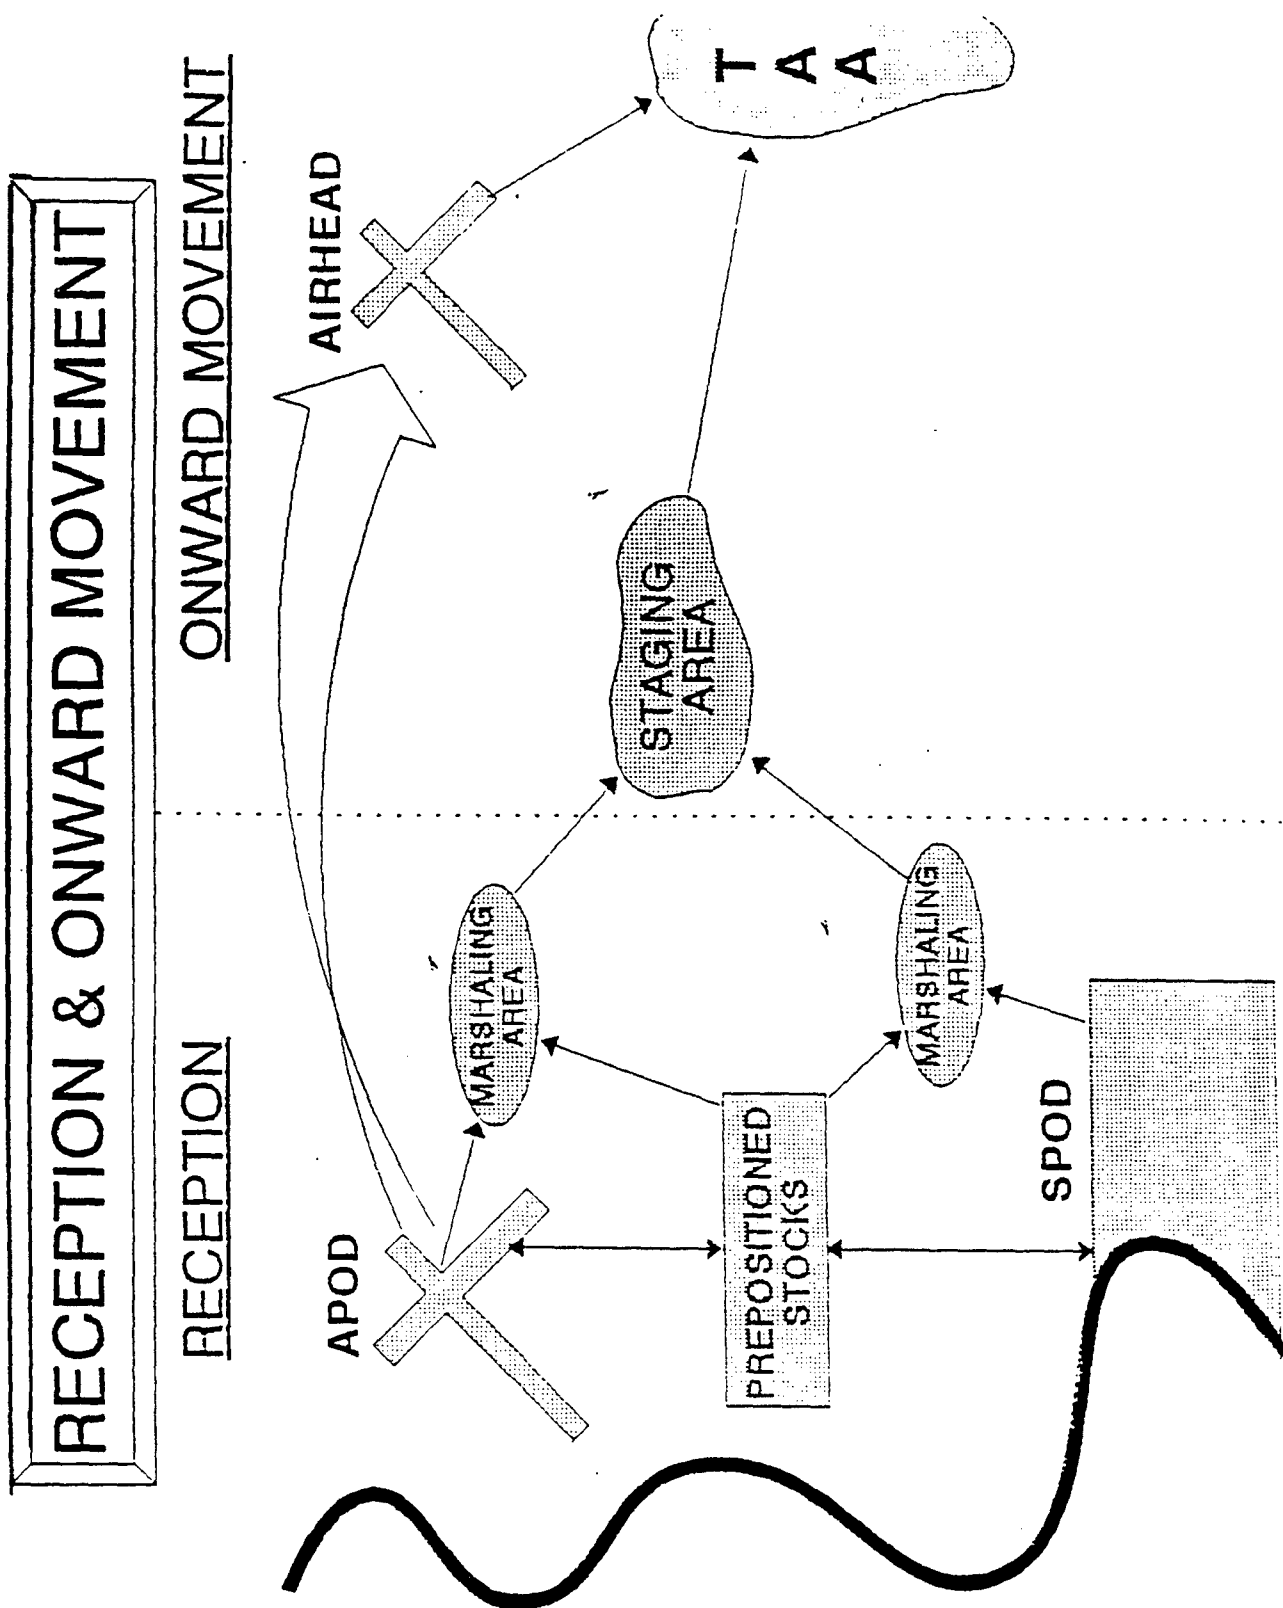 RECEPTION & ONWARD MOVEMENT
RECEPTION
ONWARD MOVEMENT
APOD
AIRHEAD
MARSHALING
AREA
STAGING
AREA
T
A
A
PREPOSITIONED
STOCKS
MARSHALING
AREA
SPOD